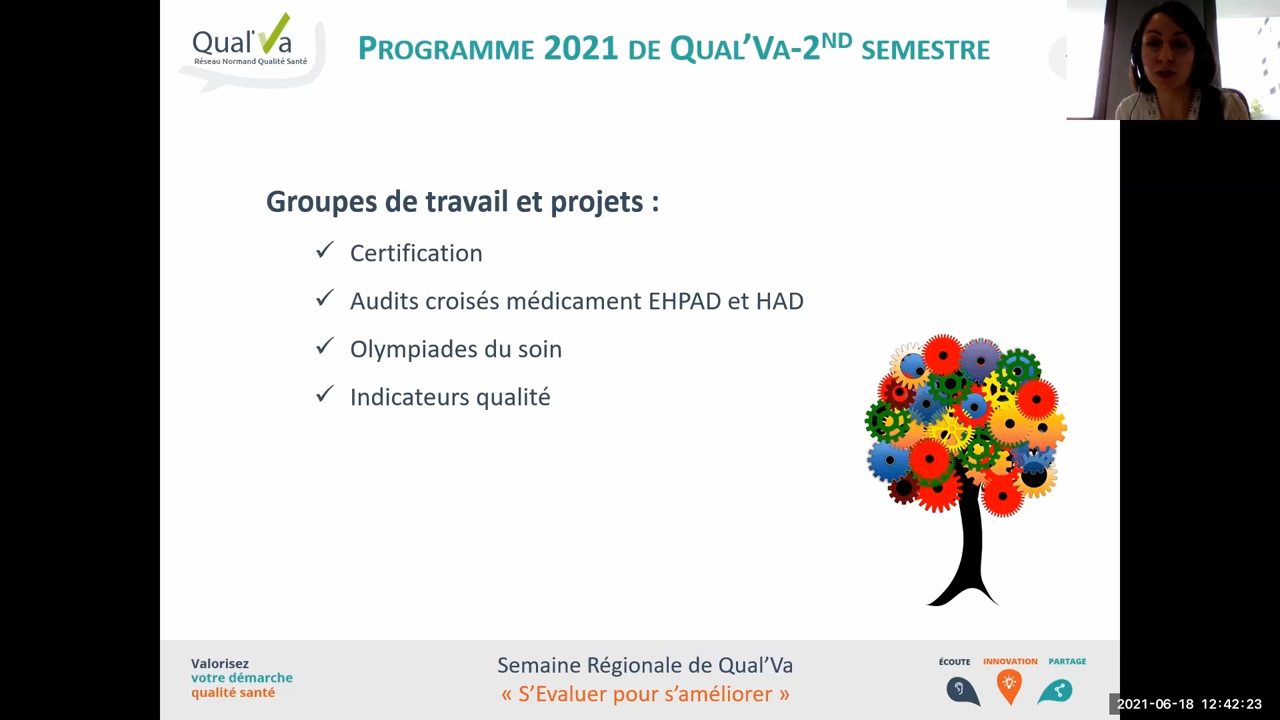 Qual'Va
Réseau Normand Qualité Santé
PROGRAMME 2021 DE QUAL'VA-2ND SEMESTRE
Groupes de travail et projets :
✓ Certification
✓ Audits croisés médicament EHPAD et HAD
✓ Olympiades du soin
✓ Indicateurs qualité
Valorisez
votre démarche
qualité santé
Semaine Régionale de Qual'Va
« S'Evaluer pour s'améliorer »
ÉCOUTE INNOVATION PARTAGE
2021-06-18 12:42:23